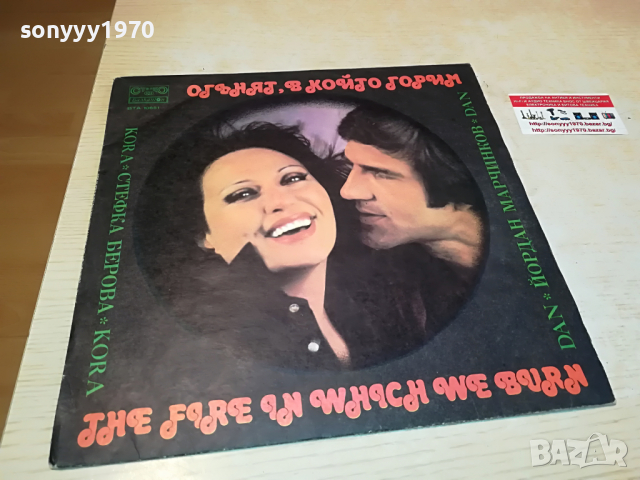 sonyyy1970
BALKANTON
ОГЪНЯТ, В КОЙТО ГОРИМ
KORA * СТЕФКА БЕРОВА * KORA
DAN * ЙОРДАН МАРЧИНКОВ * DAN
THE FIRE IN WHICH WE BURN
http://sonyyy1970.bazar.bg/
BAZAR